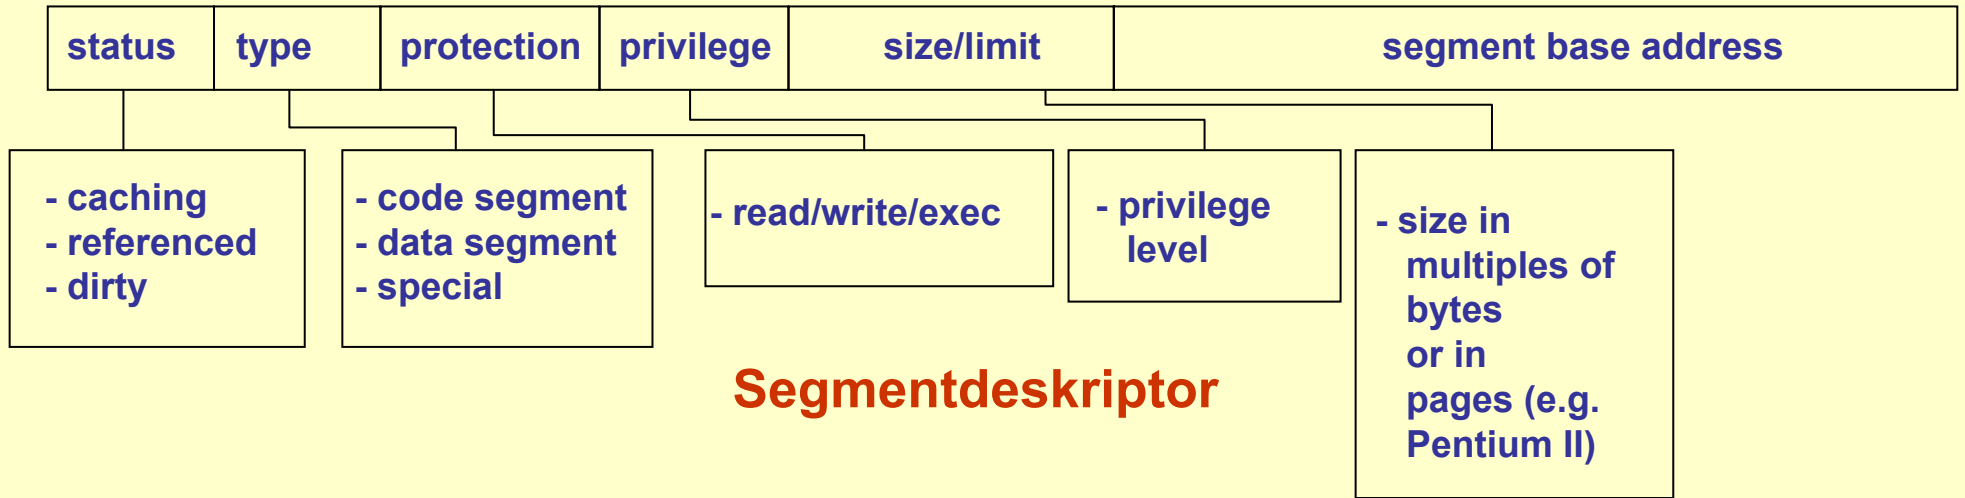 status type protection privilege size/limit segment base address
- caching
- referenced
- dirty
- code segment
- data segment
- special
- read/write/exec
- privilege
level
- size in
multiples of
bytes
or in
pages (e.g.
Pentium II)
Segmentdeskriptor